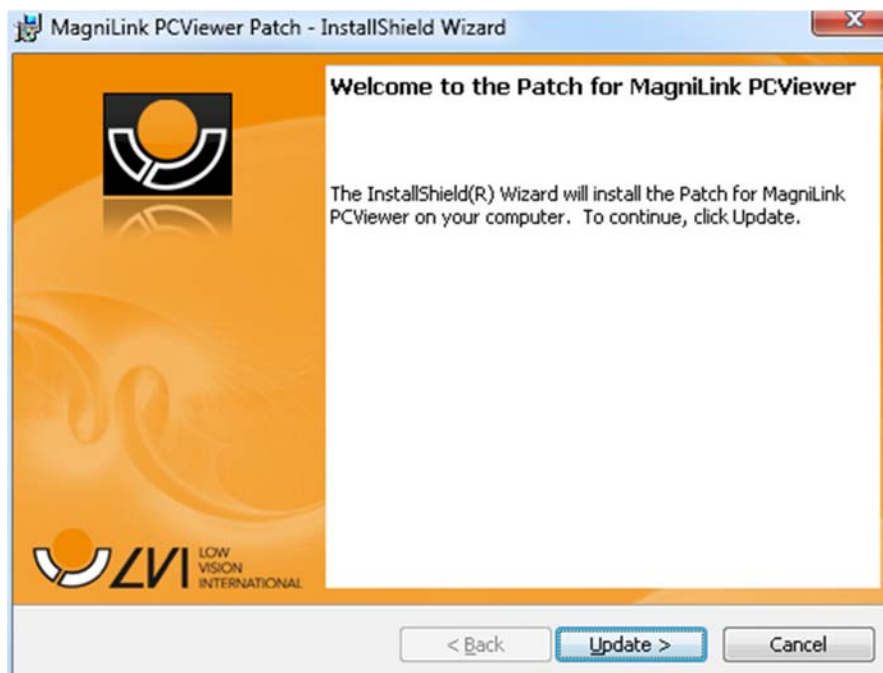 MagniLink PCViewer Patch - InstallShield Wizard
Welcome to the Patch for MagniLink PCViewer
The InstallShield(R) Wizard will install the Patch for MagniLink
PCViewer on your computer. To continue, click Update.
LVI
LOW
VISION
INTERNATIONAL
< Back
Update >
Cancel